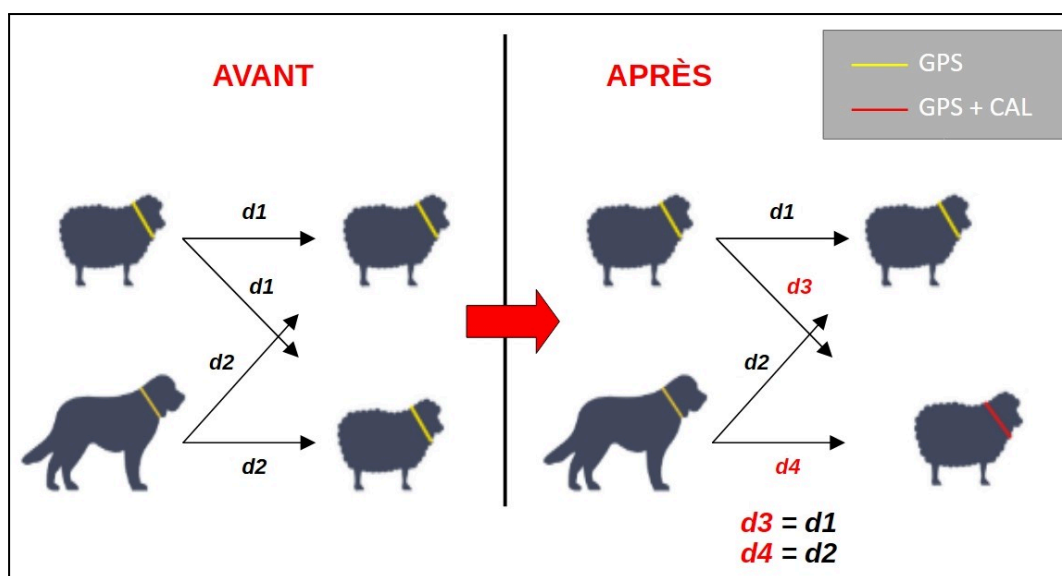 AVANT
APRÈS
GPS
GPS + CAL
d1
d1
d2
d2
d1
d3
d2
d4
d3 = d1
d4 = d2